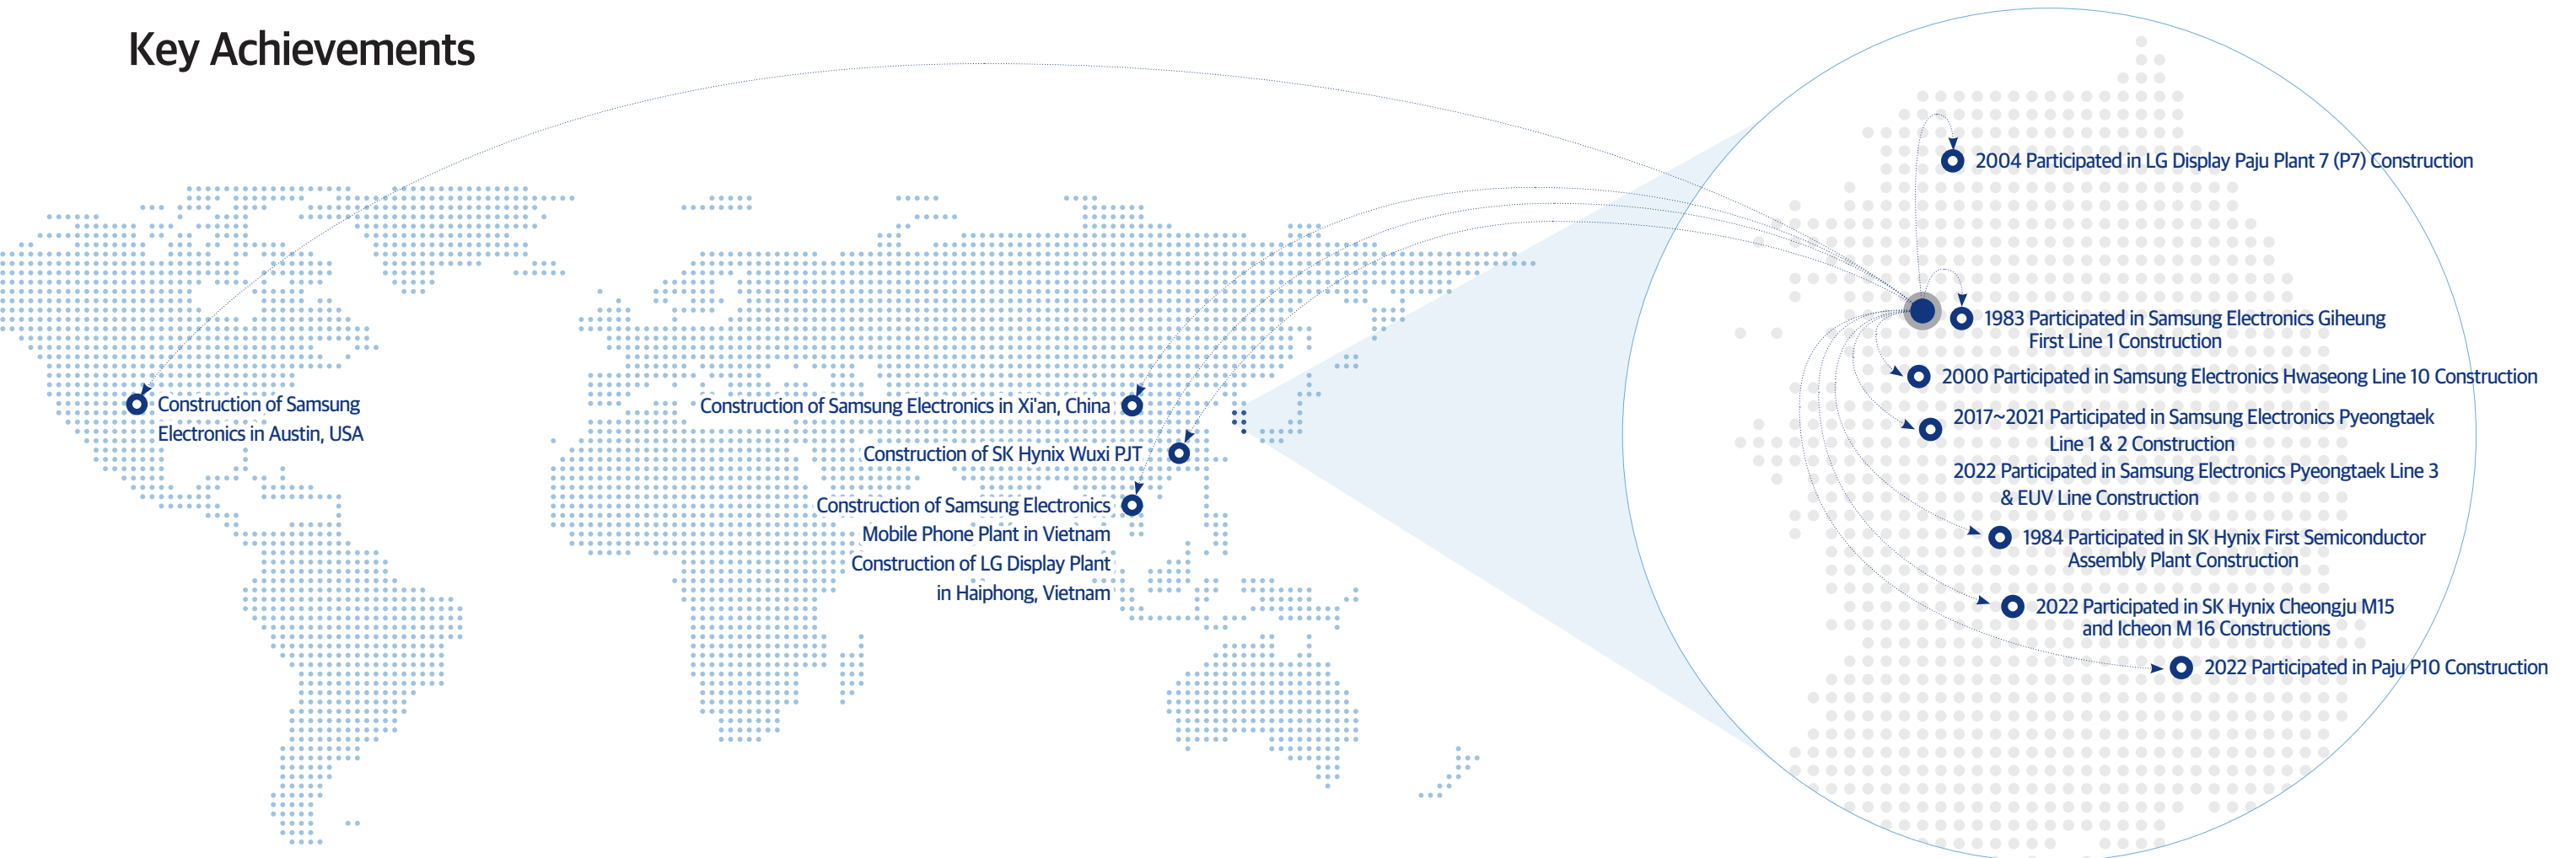 Key Achievements
Construction of Samsung
Electronics in Austin, USA
Construction of Samsung Electronics in Xi'an, China
Construction of SK Hynix Wuxi PJT
Construction of Samsung Electronics
Mobile Phone Plant in Vietnam
Construction of LG Display Plant
in Haiphong, Vietnam
2004 Participated in LG Display Paju Plant 7 (P7) Construction
1983 Participated in Samsung Electronics Giheung
First Line 1 Construction
2000 Participated in Samsung Electronics Hwaseong Line 10 Construction
2017~2021 Participated in Samsung Electronics Pyeongtaek
Line 1 & 2 Construction
2022 Participated in Samsung Electronics Pyeongtaek Line 3
& EUV Line Construction
1984 Participated in SK Hynix First Semiconductor
Assembly Plant Construction
2022 Participated in SK Hynix Cheongju M15
and Icheon M 16 Constructions
2022 Participated in Paju P10 Construction